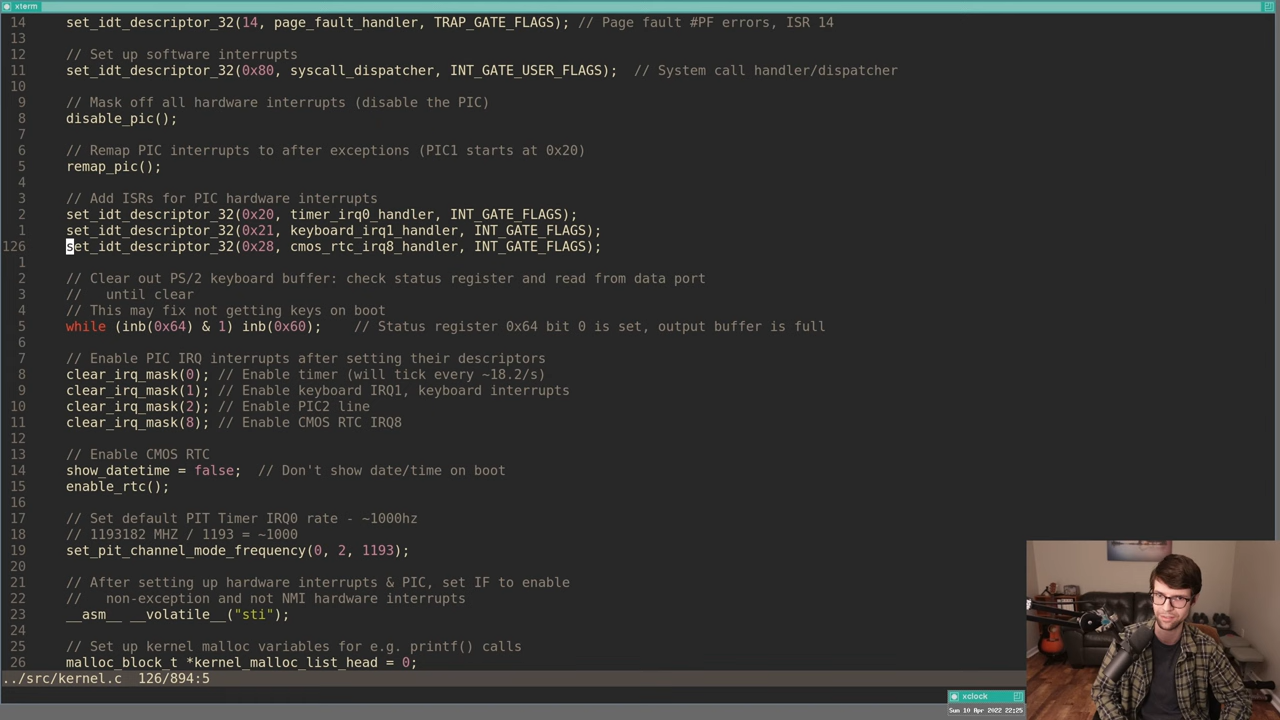 xterm
14     set_idt_descriptor_32(14, page_fault_handler, TRAP_GATE_FLAGS); // Page fault #PF errors, ISR 14
13
12     // Set up software interrupts
11     set_idt_descriptor_32(0x80, syscall_dispatcher, INT_GATE_USER_FLAGS);  // System call handler/dispatcher
10
9     // Mask off all hardware interrupts (disable the PIC)
8     disable_pic();
7
6     // Remap PIC interrupts to after exceptions (PIC1 starts at 0x20)
5     remap_pic();
4
3     // Add ISRs for PIC hardware interrupts
2     set_idt_descriptor_32(0x20, timer_irq0_handler, INT_GATE_FLAGS);
1     set_idt_descriptor_32(0x21, keyboard_irq1_handler, INT_GATE_FLAGS);
126     set_idt_descriptor_32(0x28, cmos_rtc_irq8_handler, INT_GATE_FLAGS);
1
2     // Clear out PS/2 keyboard buffer: check status register and read from data port
3     //   until clear
4     // This may fix not getting keys on boot
5     while (inb(0x64) & 1) inb(0x60);    // Status register 0x64 bit 0 is set, output buffer is full
6
7     // Enable PIC IRQ interrupts after setting their descriptors
8     clear_irq_mask(0); // Enable timer (will tick every ~18.2/s)
9     clear_irq_mask(1); // Enable keyboard IRQ1, keyboard interrupts
10     clear_irq_mask(2); // Enable PIC2 line
11     clear_irq_mask(8); // Enable CMOS RTC IRQ8
12
13     // Enable CMOS RTC
14     show_datetime = false;  // Don't show date/time on boot
15     enable_rtc();
16
17     // Set default PIT Timer IRQ0 rate - ~1000hz
18     // 1193182 MHZ / 1193 = ~1000
19     set_pit_channel_mode_frequency(0, 2, 1193);
20
21     // After setting up hardware interrupts & PIC, set IF to enable
22     //   non-exception and not NMI hardware interrupts
23     __asm__ __volatile__("sti");
24
25     // Set up kernel malloc variables for e.g. printf() calls
26     malloc_block_t *kernel_malloc_list_head = 0;
../src/kernel.c  126/894:5
xclock
Sun 10 Apr 2022 22:25